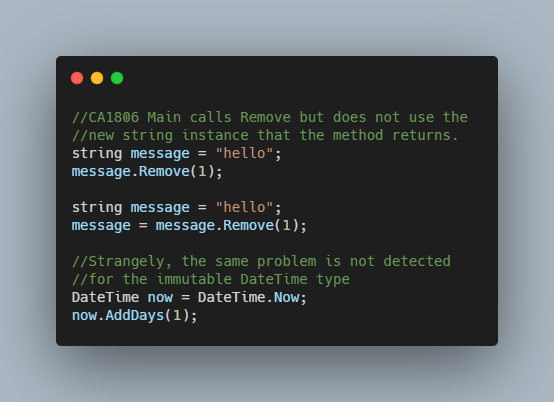 //CA1806 Main calls Remove but does not use the
//new string instance that the method returns.
string message = "hello";
message.Remove(1);

string message = "hello";
message = message.Remove(1);

//Strangely, the same problem is not detected
//for the immutable DateTime type
DateTime now = DateTime.Now;
now.AddDays(1);